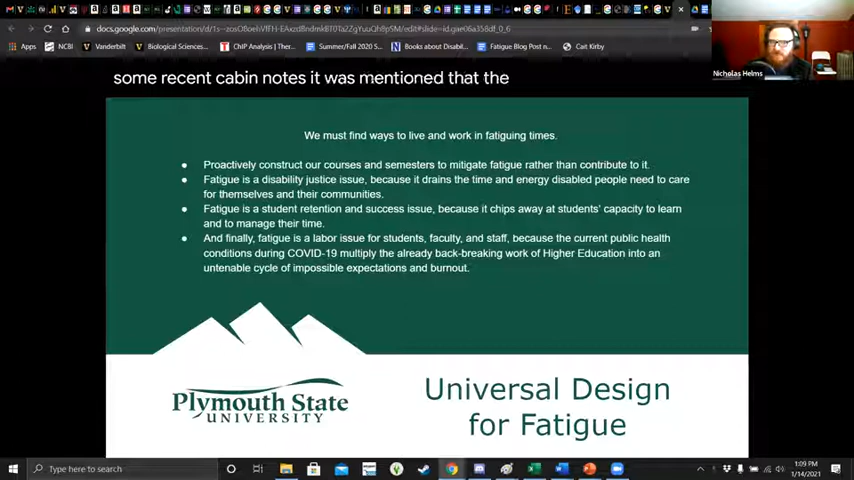 docs.google.com/presentation/d/
Apps
NCBI
Vanderbilt
Biological Sciences...
ChIP Analysis | Ther...
Summer/Fall 2020 S...
Books about Disabil...
Fatigue Blog Post n...
Cait Kirby
Nicholas Helms
some recent cabin notes it was mentioned that the
We must find ways to live and work in fatiguing times.
● Proactively construct our courses and semesters to mitigate fatigue rather than contribute to it.
● Fatigue is a disability justice issue, because it drains the time and energy disabled people need to care
for themselves and their communities.
● Fatigue is a student retention and success issue, because it chips away at students' capacity to learn
and to manage their time.
● And finally, fatigue is a labor issue for students, faculty, and staff, because the current public health
conditions during COVID-19 multiply the already back-breaking work of Higher Education into an
untenable cycle of impossible expectations and burnout.
Plymouth State
UNIVERSITY
Universal Design
for Fatigue
Type here to search
1:09 PM
1/14/2021